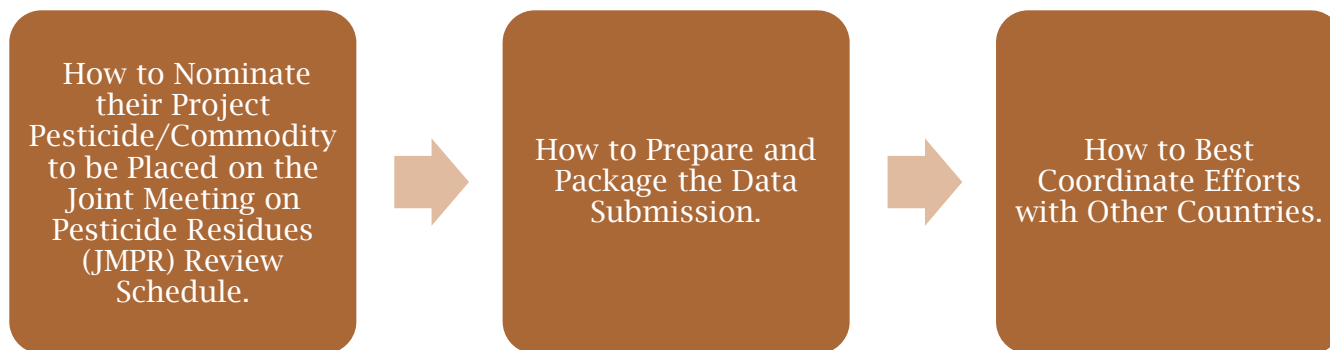 How to Nominate
their Project
Pesticide/Commodity
to be Placed on the
Joint Meeting on
Pesticide Residues
(JMPR) Review
Schedule.
How to Prepare and
Package the Data
Submission.
How to Best
Coordinate Efforts
with Other Countries.